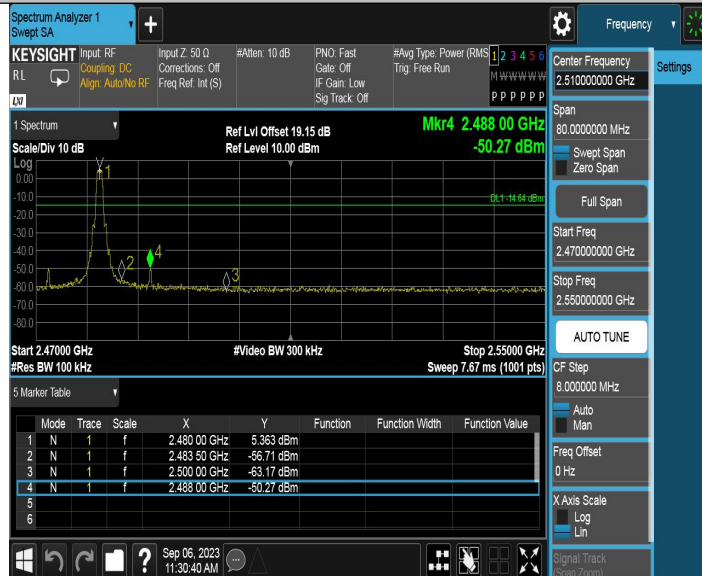 Spectrum Analyzer 1
Swept SA
+
Frequency
KEYSIGHT
RL
LXI
Input: RF
Coupling: DC
Align: Auto/No RF
Input Z: 50 Ω
Corrections: Off
Freq Ref: Int (S)
#Atten: 10 dB
PNO: Fast
Gate: Off
IF Gain: Low
Sig Track: Off
#Avg Type: Power (RMS
Trig: Free Run
1 2 3 4 5 6
M W W W W W
P P P P P P
1 Spectrum
Scale/Div 10 dB
Ref Lvl Offset 19.15 dB
Ref Level 10.00 dBm
Mkr4 2.488 00 GHz
-50.27 dBm
Log
0.00
-10.0
-20.0
-30.0
-40.0
-50.0
-60.0
-70.0
-80.0
DL1 -14.64 dBm
1
2
4
3
Start 2.47000 GHz
#Res BW 100 kHz
#Video BW 300 kHz
Stop 2.55000 GHz
Sweep 7.67 ms (1001 pts)
5 Marker Table
Mode Trace Scale X Y Function Function Width Function Value
1 N 1 f 2.480 00 GHz 5.363 dBm
2 N 1 f 2.483 50 GHz -56.71 dBm
3 N 1 f 2.500 00 GHz -63.17 dBm
4 N 1 f 2.488 00 GHz -50.27 dBm
5
6
Sep 06, 2023
11:30:40 AM
?
Center Frequency
2.510000000 GHz
Span
80.0000000 MHz
Swept Span
Zero Span
Full Span
Start Freq
2.470000000 GHz
Stop Freq
2.550000000 GHz
AUTO TUNE
CF Step
8.000000 MHz
Auto
Man
Freq Offset
0 Hz
X Axis Scale
Log
Lin
Signal Track
(Span Zoom)
Settings